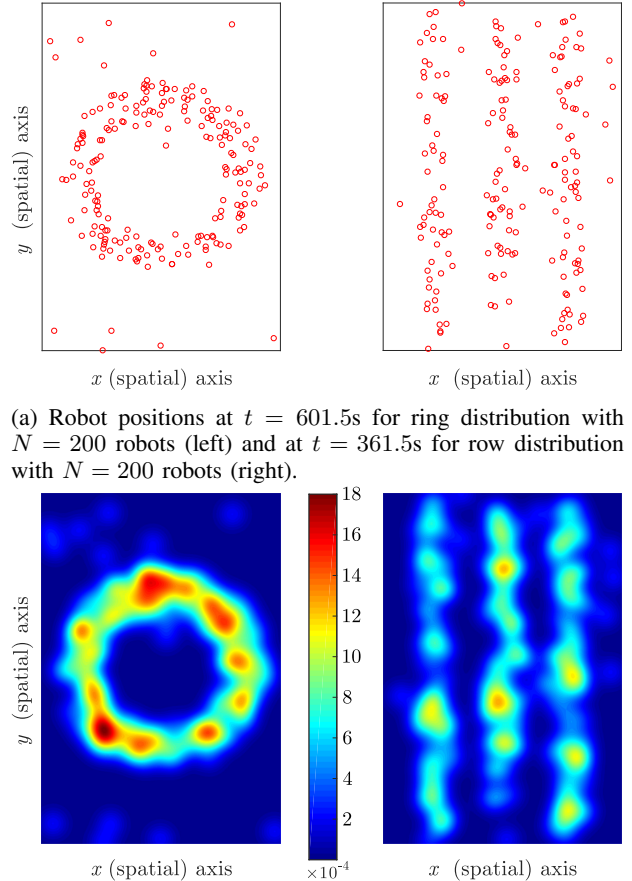 y (spatial) axis
x (spatial) axis
x (spatial) axis
(a) Robot positions at t = 601.5s for ring distribution with
N = 200 robots (left) and at t = 361.5s for row distribution
with N = 200 robots (right).
y (spatial) axis
18
16
14
12
10
8
6
4
2
×10⁻⁴
x (spatial) axis
x (spatial) axis